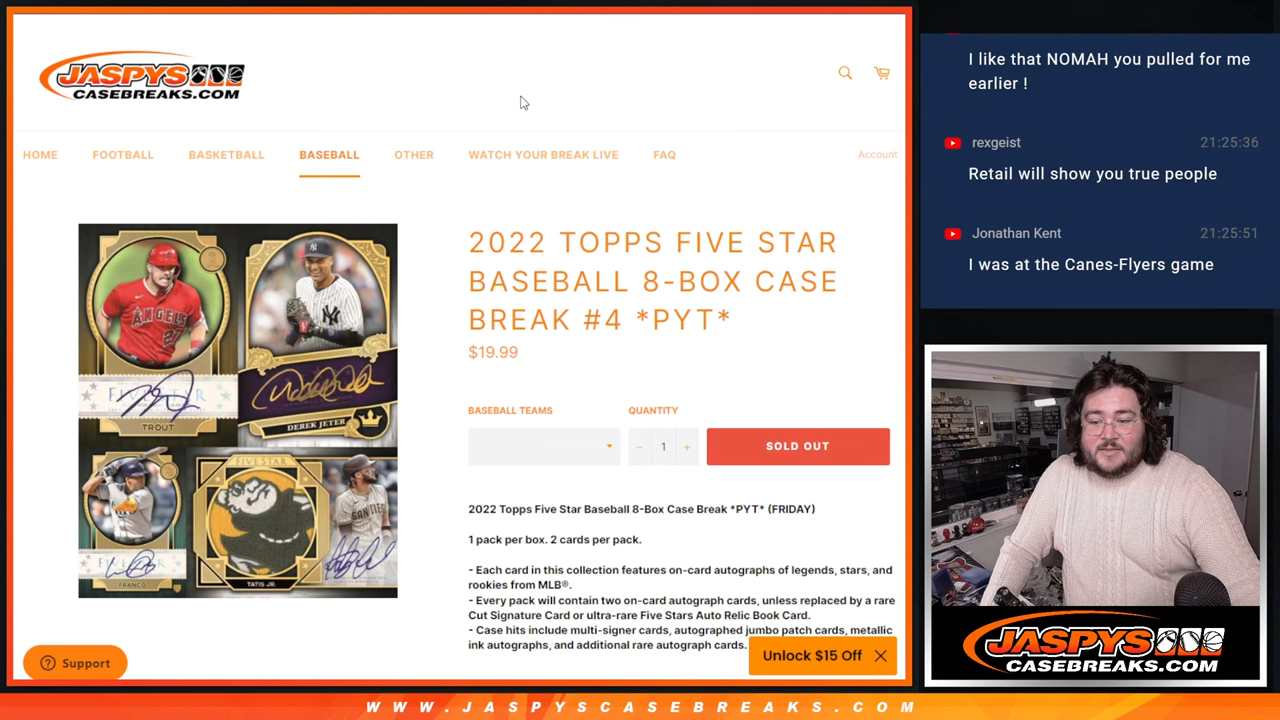 JASPYS
CASEBREAKS.COM
HOME FOOTBALL BASKETBALL BASEBALL OTHER WATCH YOUR BREAK LIVE FAQ Account
2022 TOPPS FIVE STAR
BASEBALL 8-BOX CASE
BREAK #4 *PYT*
$19.99
BASEBALL TEAMS QUANTITY
− 1 + SOLD OUT
ANGELS
27
FIVE STAR
TROUT
DEREK JETER
FRANCO
FIVE STAR
TATIS JR.
SAN DIEGO
2022 Topps Five Star Baseball 8-Box Case Break *PYT* (FRIDAY)
1 pack per box. 2 cards per pack.
- Each card in this collection features on-card autographs of legends, stars, and
rookies from MLB®.
- Every pack will contain two on-card autograph cards, unless replaced by a rare
Cut Signature Card or ultra-rare Five Stars Auto Relic Book Card.
- Case hits include multi-signer cards, autographed jumbo patch cards, metallic
ink autographs, and additional rare autograph cards.
Support
Unlock $15 Off
I like that NOMAH you pulled for me
earlier !
rexgeist 21:25:36
Retail will show you true people
Jonathan Kent 21:25:51
I was at the Canes-Flyers game
JASPYS
CASEBREAKS.COM
WWW.JASPYSCASEBREAKS.COM